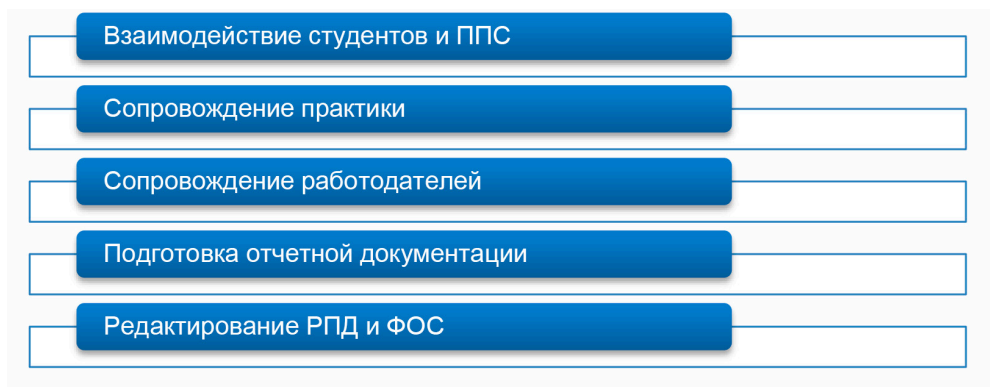 Взаимодействие студентов и ППС
Сопровождение практики
Сопровождение работодателей
Подготовка отчетной документации
Редактирование РПД и ФОС